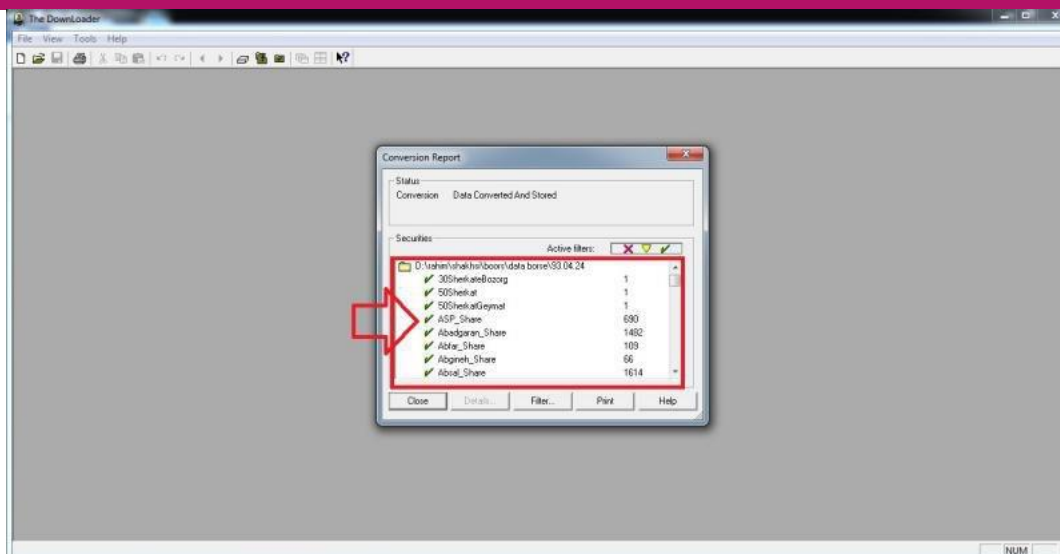 The DownLoader
File View Tools Help
Conversion Report
Status
Conversion Data Converted And Stored
Securities
Active filters:
D:\rahim\shakhsi\boors\data borse\93.04.24
30SherkateBozorg 1
50Sherkat 1
50SherkatGeymat 1
ASP_Share 690
Abadgaran_Share 1482
Abfar_Share 109
Abgineh_Share 66
Absal_Share 1614
Close Details... Filter... Print Help
NUM